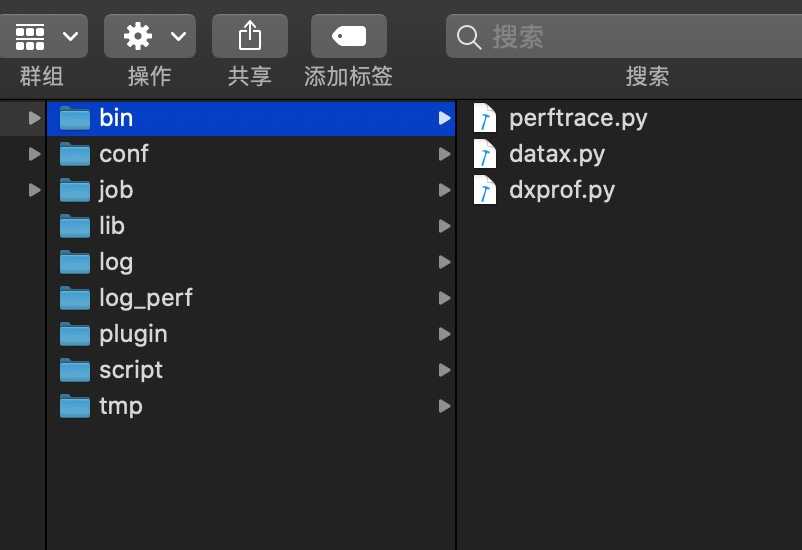 群组
操作
共享
添加标签
搜索
搜索
bin
conf
job
lib
log
log_perf
plugin
script
tmp
perftrace.py
datax.py
dxprof.py